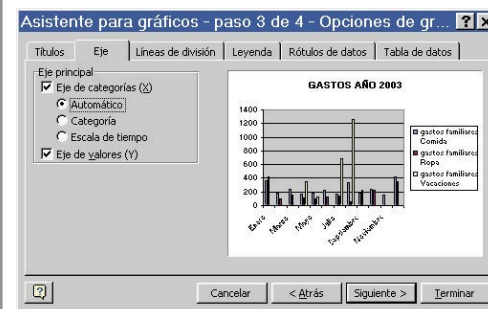 Asistente para gráficos - paso 3 de 4 - Opciones de gr...
Títulos Eje Líneas de división Leyenda Rótulos de datos Tabla de datos
Eje principal
Eje de categorías (X)
Automático
Categoría
Escala de tiempo
Eje de valores (Y)
GASTOS AÑO 2003
1400
1200
1000
800
600
400
200
0
Enero Marzo Mayo Julio Septiembre Noviembre
gastos familiares
Comida
gastos familiares
Ropa
gastos familiares
Vacaciones
Cancelar < Atrás Siguiente > Terminar